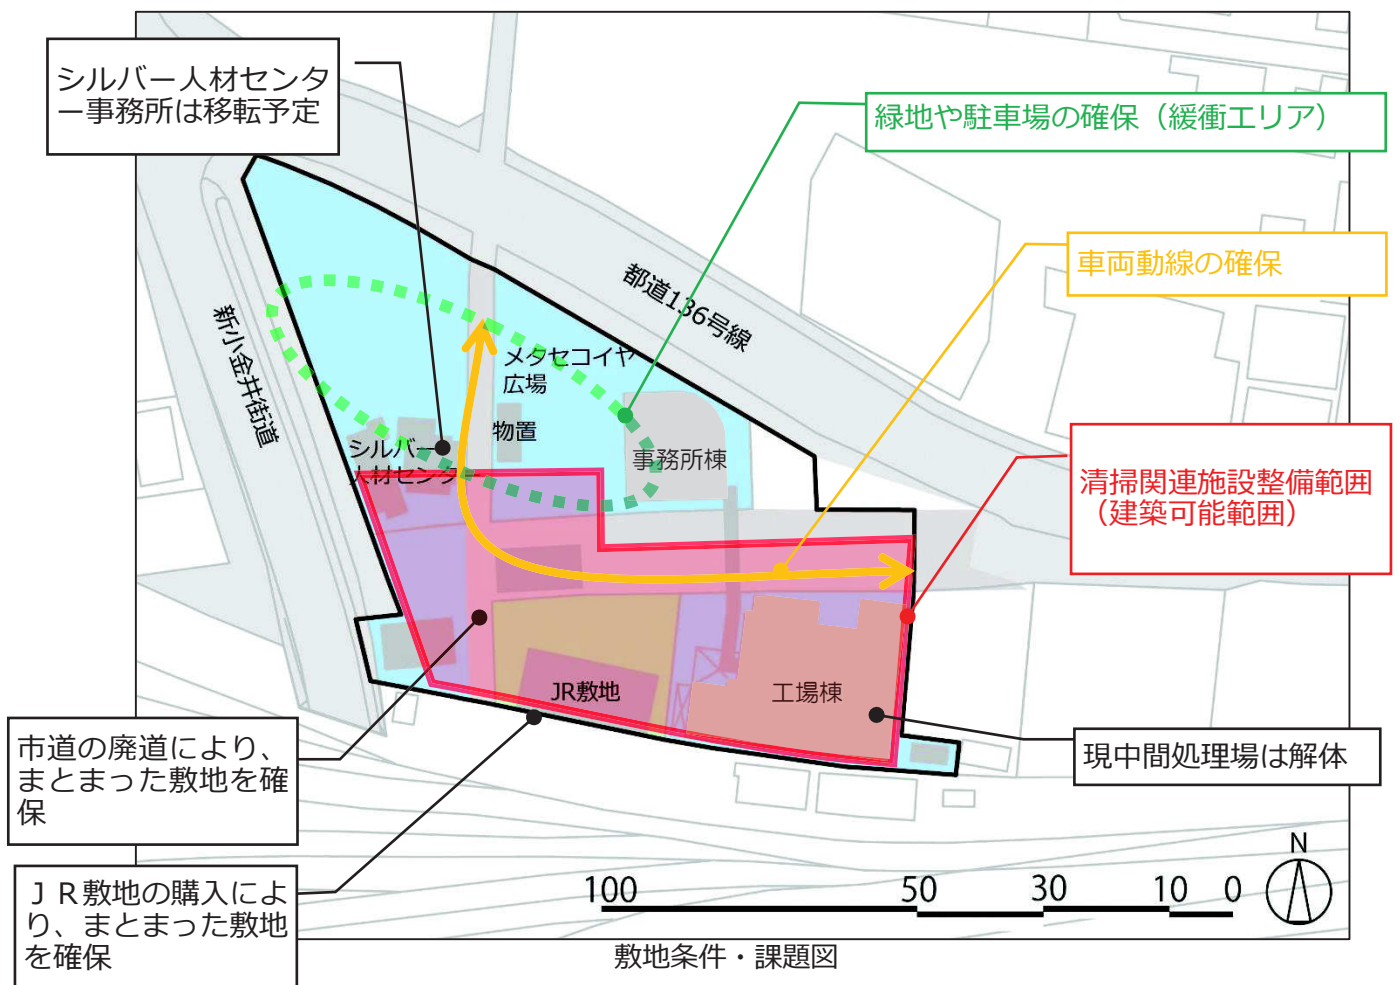 シルバー人材センタ
ー事務所は移転予定
緑地や駐車場の確保（緩衝エリア）
車両動線の確保
都道136号線
新小金井街道
メタセコイヤ
広場
物置
事務所棟
シルバー
人材センター
清掃関連施設整備範囲
（建築可能範囲）
JR敷地
工場棟
市道の廃道により、
まとまった敷地を確
保
現中間処理場は解体
ＪＲ敷地の購入によ
り、まとまった敷地
を確保
100 50 30 10 0
N
敷地条件・課題図